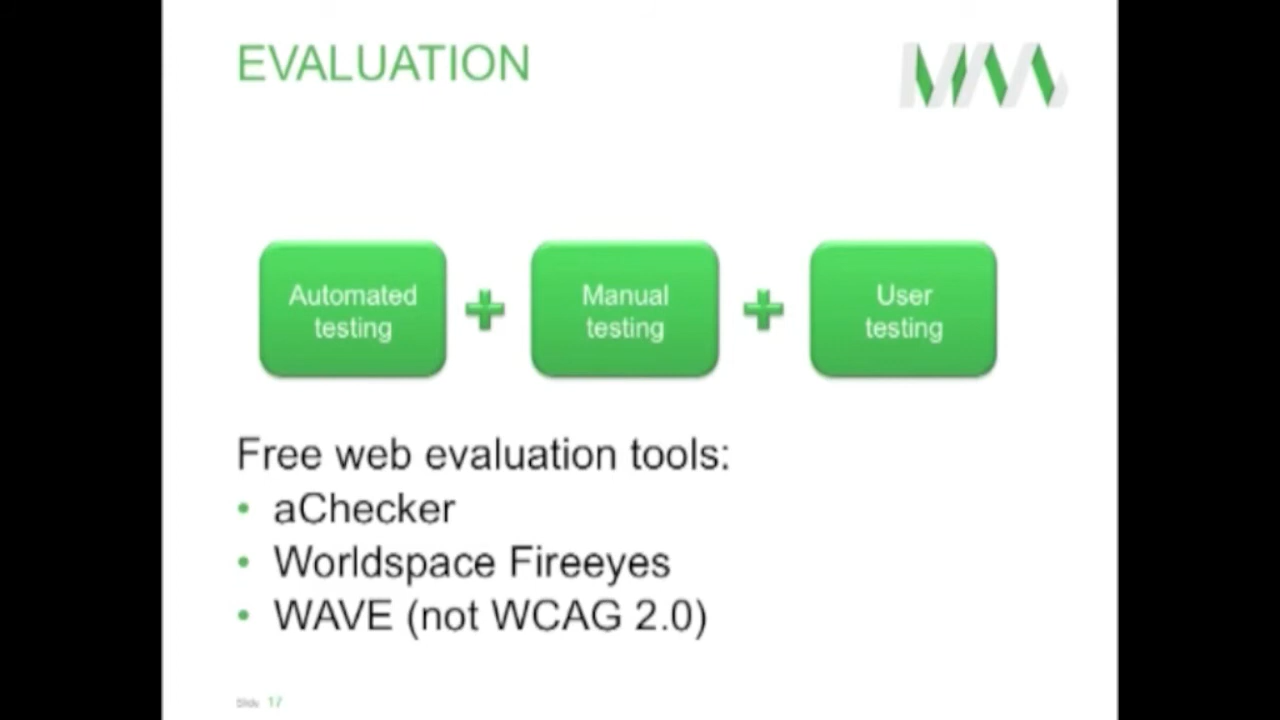 EVALUATION
Automated
testing
Manual
testing
User
testing
Free web evaluation tools:
• aChecker
• Worldspace Fireeyes
• WAVE (not WCAG 2.0)
Slide 17